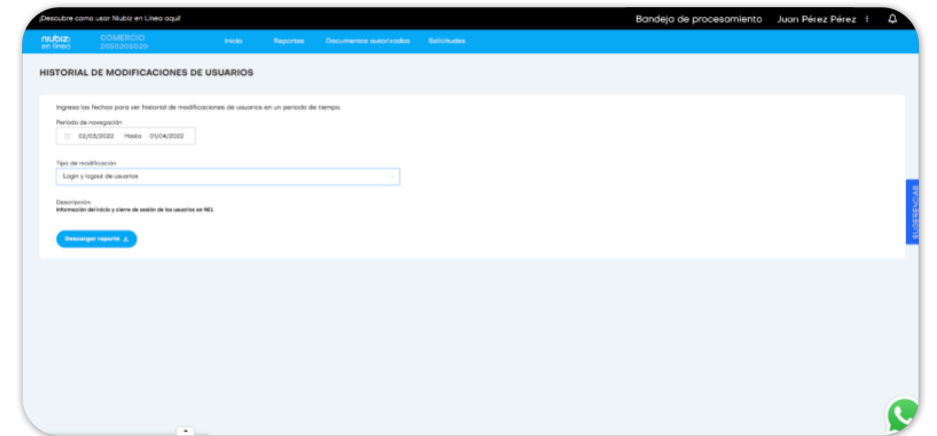 ¡Descubre como usar Niubiz en Línea aquí!
Bandeja de procesamiento Juan Pérez Pérez
niubiz: COMERCIO
en línea
Inicio Reportes Documentos autorizados Solicitudes
HISTORIAL DE MODIFICACIONES DE USUARIOS
Ingresa las fechas para ver historial de modificaciones de usuarios en un periodo de tiempo.
Periodo de navegación
02/03/2022 Hasta 01/04/2022
Tipo de modificación
Login y logout de usuarios
Descripción
Información del inicio y cierre de sesión de los usuarios en NEL
Descargar reporte
SUGERENCIAS